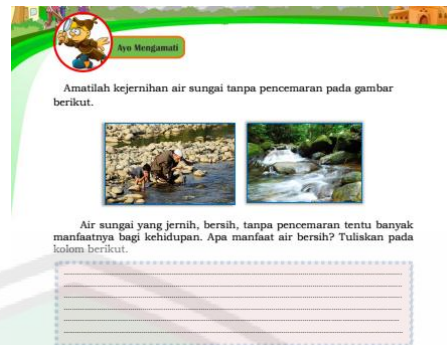 Ayo Mengamati
Amatilah kejernihan air sungai tanpa pencemaran pada gambar
berikut.
Air sungai yang jernih, bersih, tanpa pencemaran tentu banyak
manfaatnya bagi kehidupan. Apa manfaat air bersih? Tuliskan pada
kolom berikut.